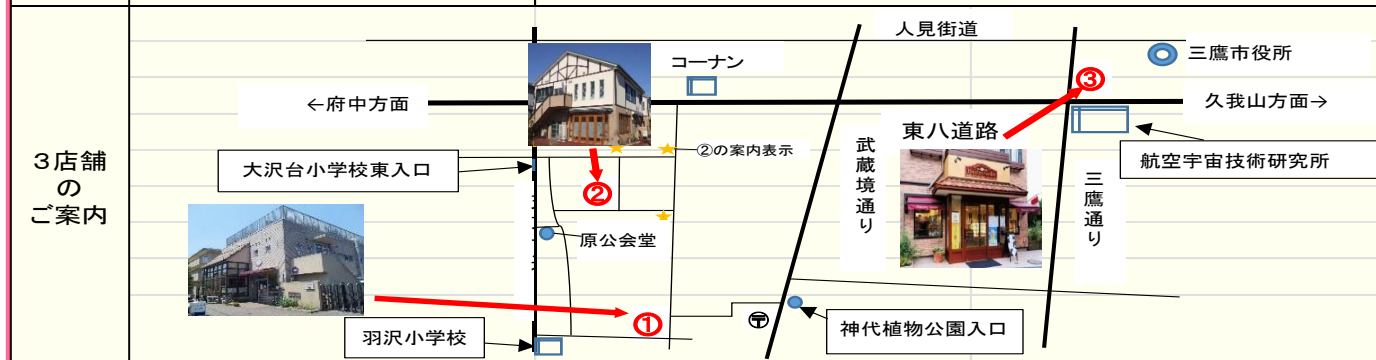 3店舗
の
ご案内
人見街道
三鷹市役所
コーナン
③
←府中方面
久我山方面→
東八道路
②の案内表示
大沢台小学校東入口
航空宇宙技術研究所
武蔵境通り
三鷹通り
②
原公会堂
①
〒
神代植物公園入口
羽沢小学校